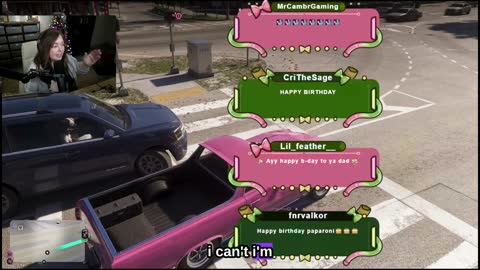 MrCambrGaming
CriTheSage
HAPPY BIRTHDAY
Lil_feather__
Ayy happy b-day to ya dad
fnrvalkor
Happy birthday paparoni
i can't i'm